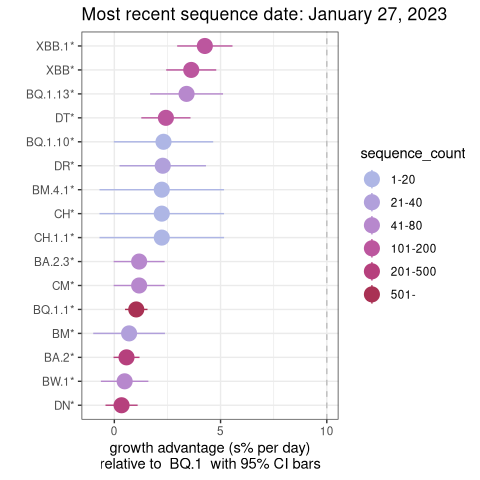 Most recent sequence date: January 27, 2023
XBB.1*
XBB*
BQ.1.13*
DT*
BQ.1.10*
DR*
BM.4.1*
CH*
CH.1.1*
BA.2.3*
CM*
BQ.1.1*
BM*
BA.2*
BW.1*
DN*
0 5 10
growth advantage (s% per day)
relative to BQ.1 with 95% CI bars
sequence_count
1-20
21-40
41-80
101-200
201-500
501-